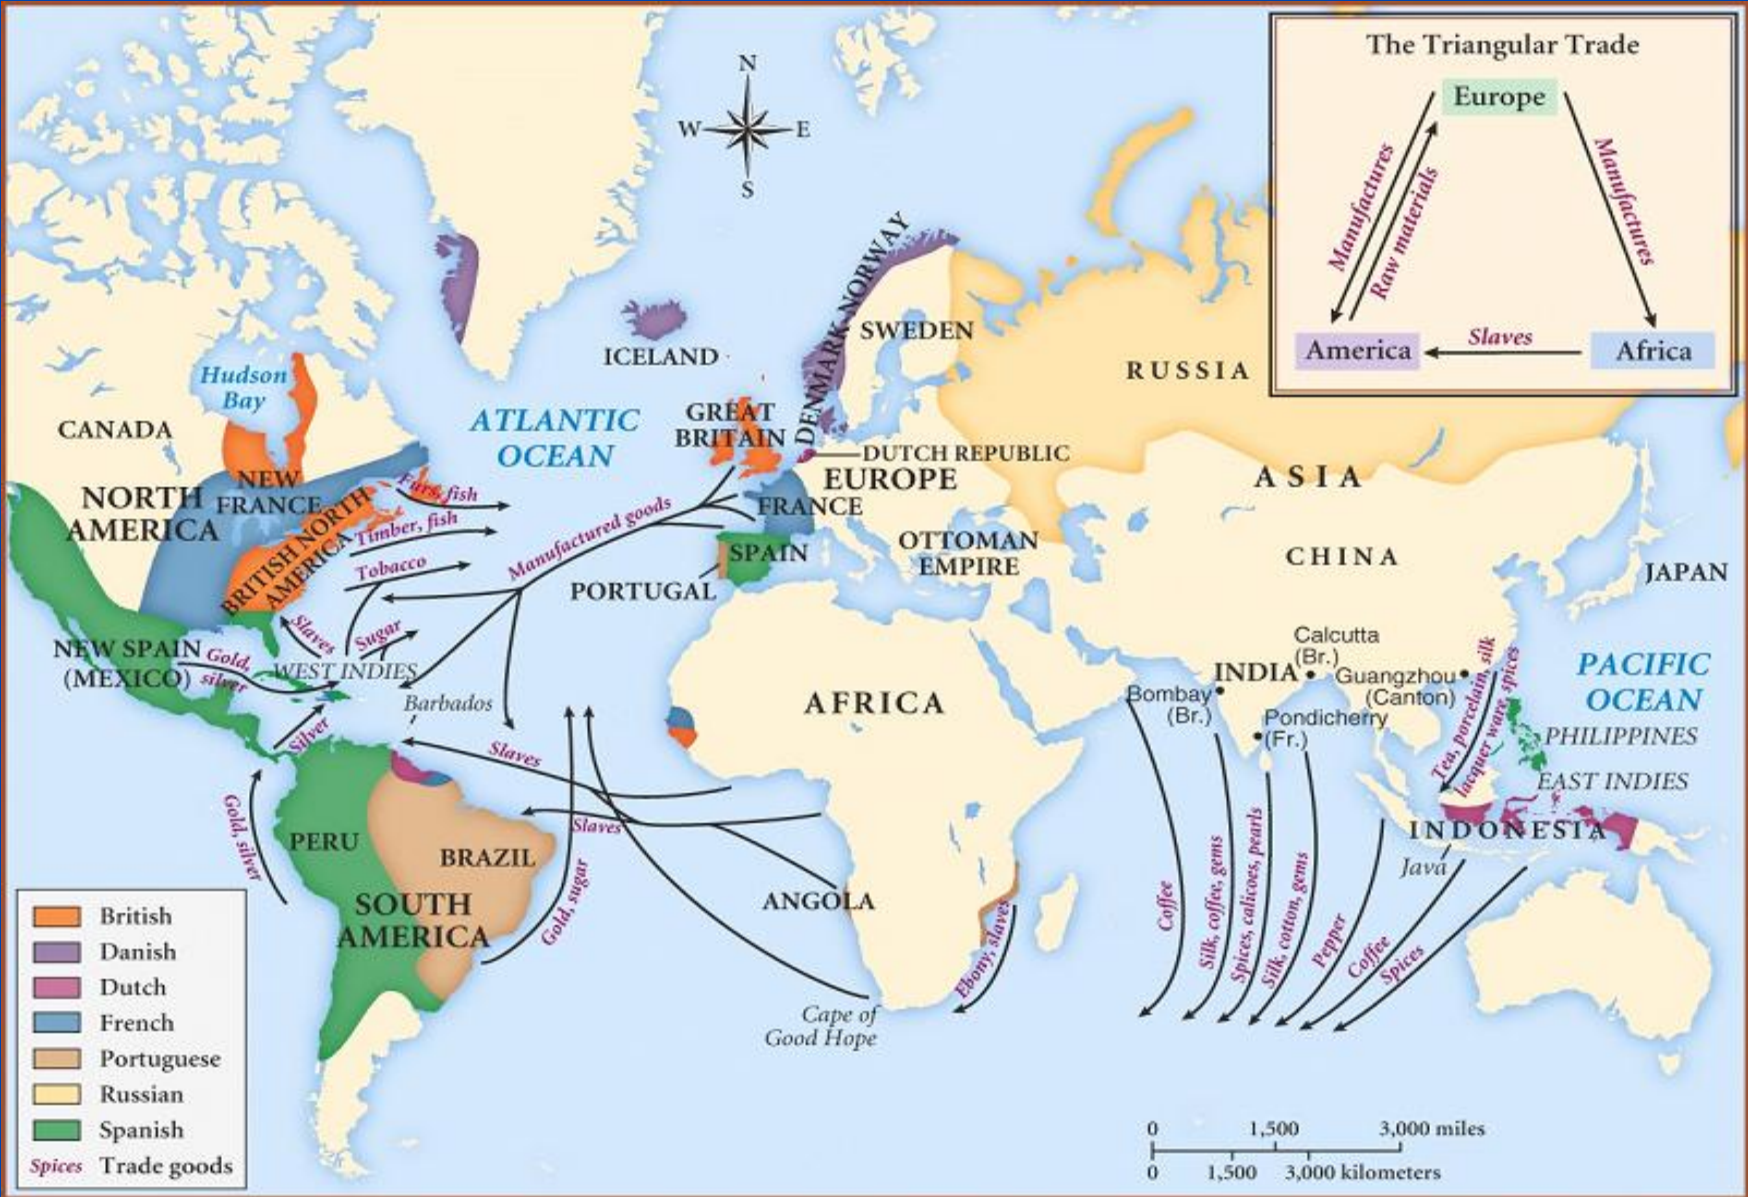 The Triangular Trade
Europe
Manufactures
Raw materials
Manufactures
America
Slaves
Africa
N
W
E
S
ICELAND
DENMARK-NORWAY
SWEDEN
RUSSIA
Hudson
Bay
CANADA
ATLANTIC
OCEAN
GREAT
BRITAIN
DUTCH REPUBLIC
EUROPE
ASIA
NEW
FRANCE
NORTH
AMERICA
BRITISH NORTH
AMERICA
Furs, fish
Timber, fish
Tobacco
Manufactured goods
FRANCE
SPAIN
PORTUGAL
OTTOMAN
EMPIRE
CHINA
JAPAN
NEW SPAIN
(MEXICO)
Gold,
silver
Slaves
Sugar
WEST INDIES
Barbados
Silver
Calcutta
(Br.)
INDIA
Guangzhou
(Canton)
Bombay
(Br.)
Pondicherry
(Fr.)
Tea, porcelain, silk
lacquer ware, spices
PACIFIC
OCEAN
PHILIPPINES
EAST INDIES
AFRICA
Slaves
Slaves
Gold, silver
PERU
BRAZIL
SOUTH
AMERICA
Gold, sugar
ANGOLA
Ebony, slaves
Cape of
Good Hope
INDONESIA
Java
Coffee
Silk, coffee, gems
Spices, calicoes, pearls
Silk, cotton, gems
Pepper
Coffee
Spices
British
Danish
Dutch
French
Portuguese
Russian
Spanish
Spices Trade goods
0 1,500 3,000 miles
0 1,500 3,000 kilometers